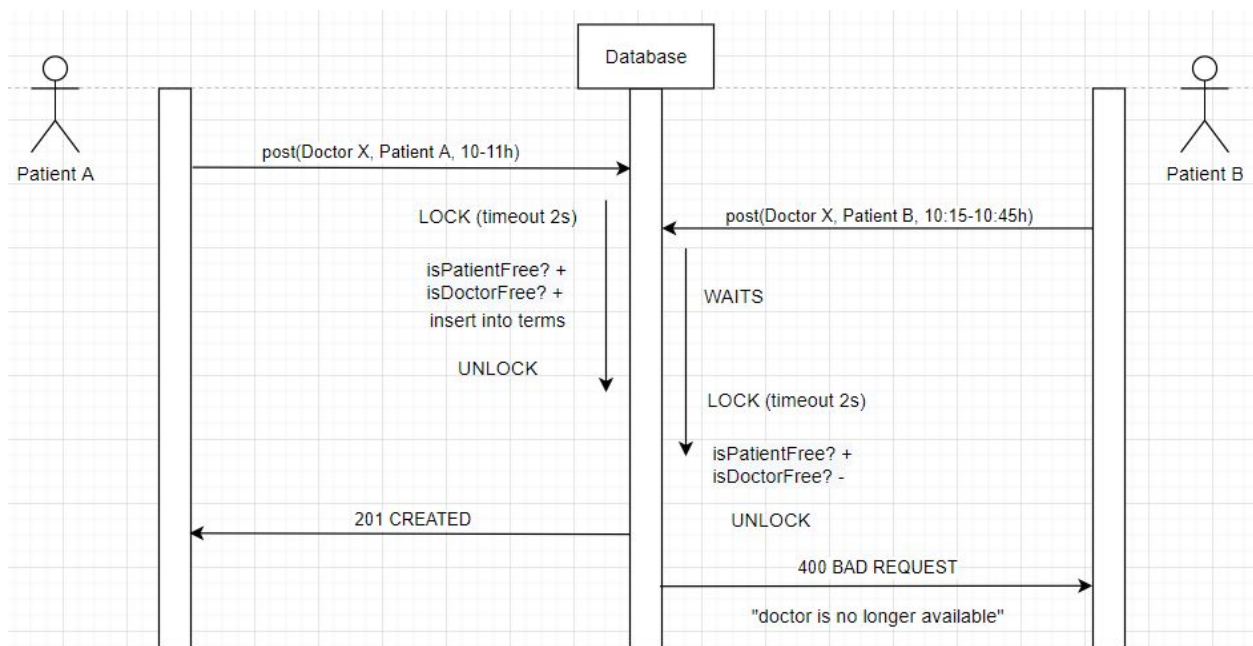 Database
Patient A
Patient B
post(Doctor X, Patient A, 10-11h)
LOCK (timeout 2s)
post(Doctor X, Patient B, 10:15-10:45h)
isPatientFree? +
isDoctorFree? +
insert into terms
WAITS
UNLOCK
LOCK (timeout 2s)
isPatientFree? +
isDoctorFree? -
201 CREATED
UNLOCK
400 BAD REQUEST
"doctor is no longer available"